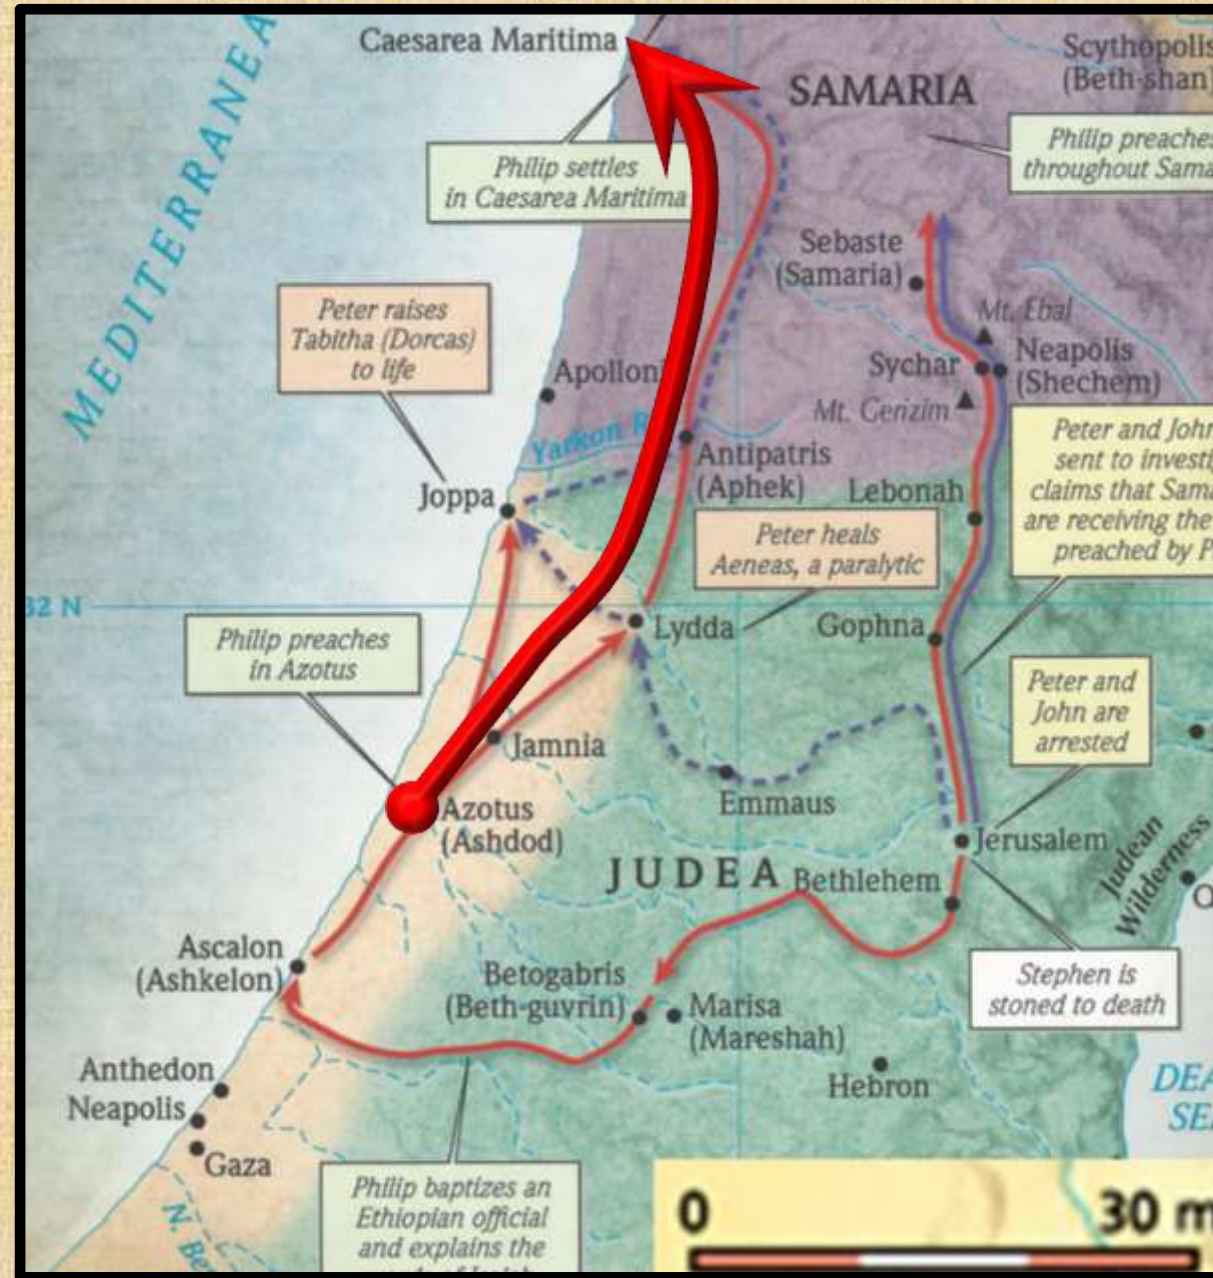 Caesarea Maritima
MEDITERRANEA
SAMARIA
Scythopolis
(Beth-shan)
Philip settles
in Caesarea Maritima
Philip preaches
throughout Sama
Sebaste
(Samaria)
Peter raises
Tabitha (Dorcas)
to life
Mt. Ebal
Apolloni
Sychar
Neapolis
(Shechem)
Mt. Gerizim
Yarkon R
Antipatris
(Aphek)
Peter and John
sent to investi
claims that Sama
are receiving the
preached by P
Joppa
Lebonah
Peter heals
Aeneas, a paralytic
32 N
Philip preaches
in Azotus
Lydda
Gophna
Peter and
John are
arrested
Jamnia
Emmaus
Azotus
(Ashdod)
Jerusalem
Judean
Wilderness
JUDEA
Bethlehem
Ascalon
(Ashkelon)
Betogabris
(Beth-guvrin)
Marisa
(Mareshah)
Stephen is
stoned to death
Hebron
Anthedon
Neapolis
Gaza
DEA
SE
N. Be
Philip baptizes an
Ethiopian official
and explains the
0 30 m